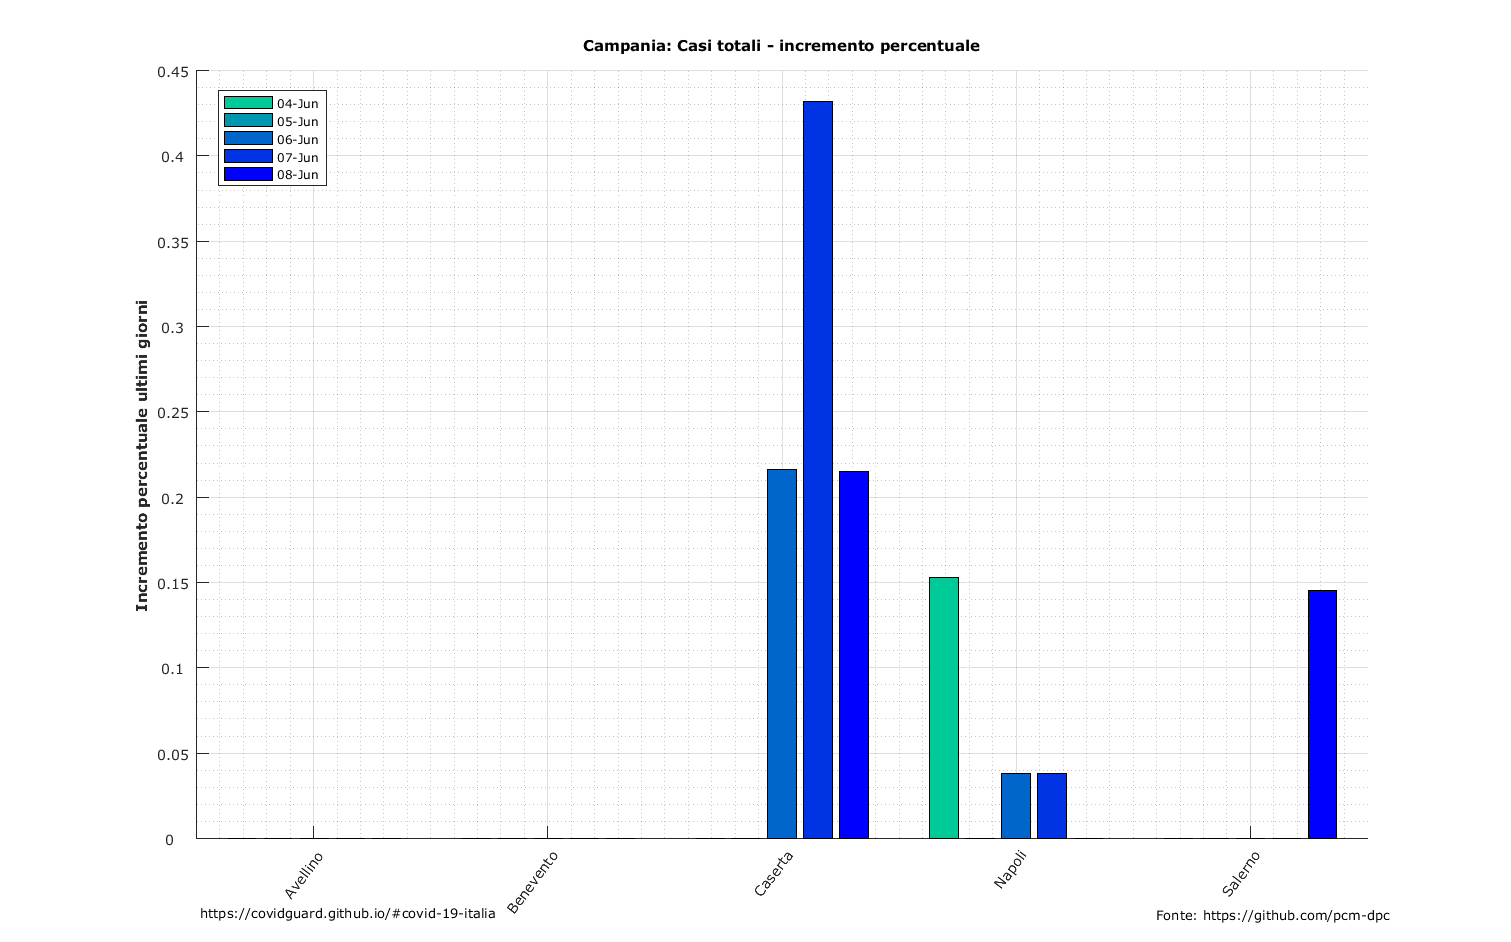 Campania: Casi totali - incremento percentuale
0.45
0.4
0.35
0.3
0.25
0.2
0.15
0.1
0.05
0
Incremento percentuale ultimi giorni
04-Jun
05-Jun
06-Jun
07-Jun
08-Jun
Avellino
Benevento
Caserta
Napoli
Salerno
https://covidguard.github.io/#covid-19-italia
Fonte: https://github.com/pcm-dpc